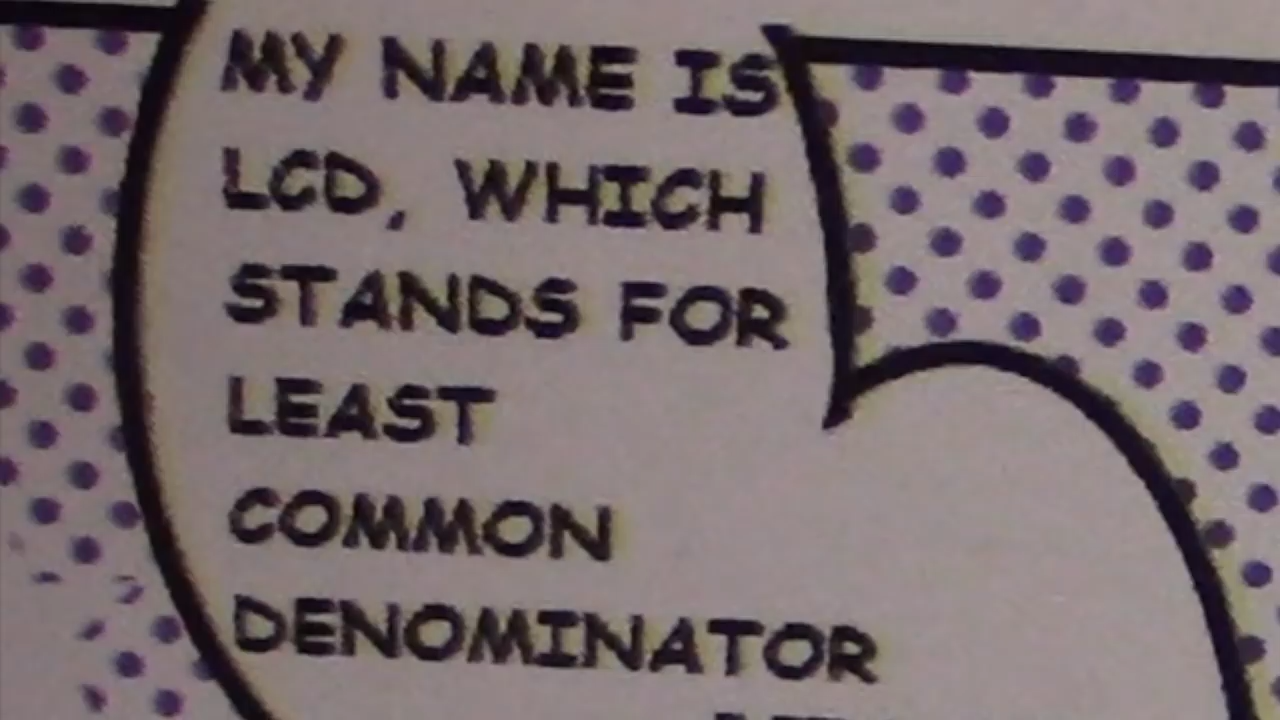 MY NAME IS
LCD, WHICH
STANDS FOR
LEAST
COMMON
DENOMINATOR